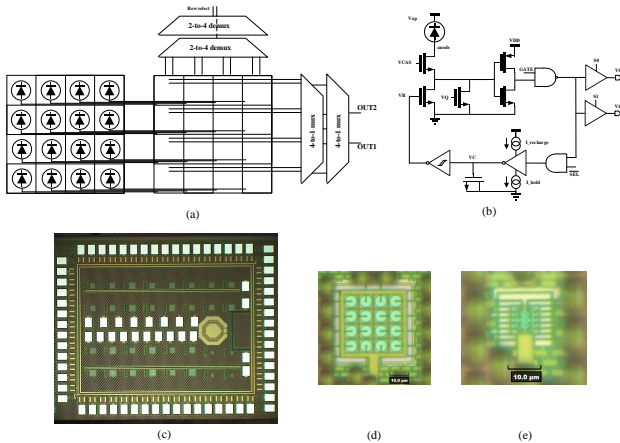 Row select
2-to-4 demux
2-to-4 demux
4-to-1 mux
4-to-1 mux
OUT2
OUT1
(a)
Vop
anode
VDD
VCAS
GATE
S0
VR
VQ
S1
I_recharge
VC
I_hold
SEL
(b)
10.0 µm
10.0 µm
(c)
(d)
(e)